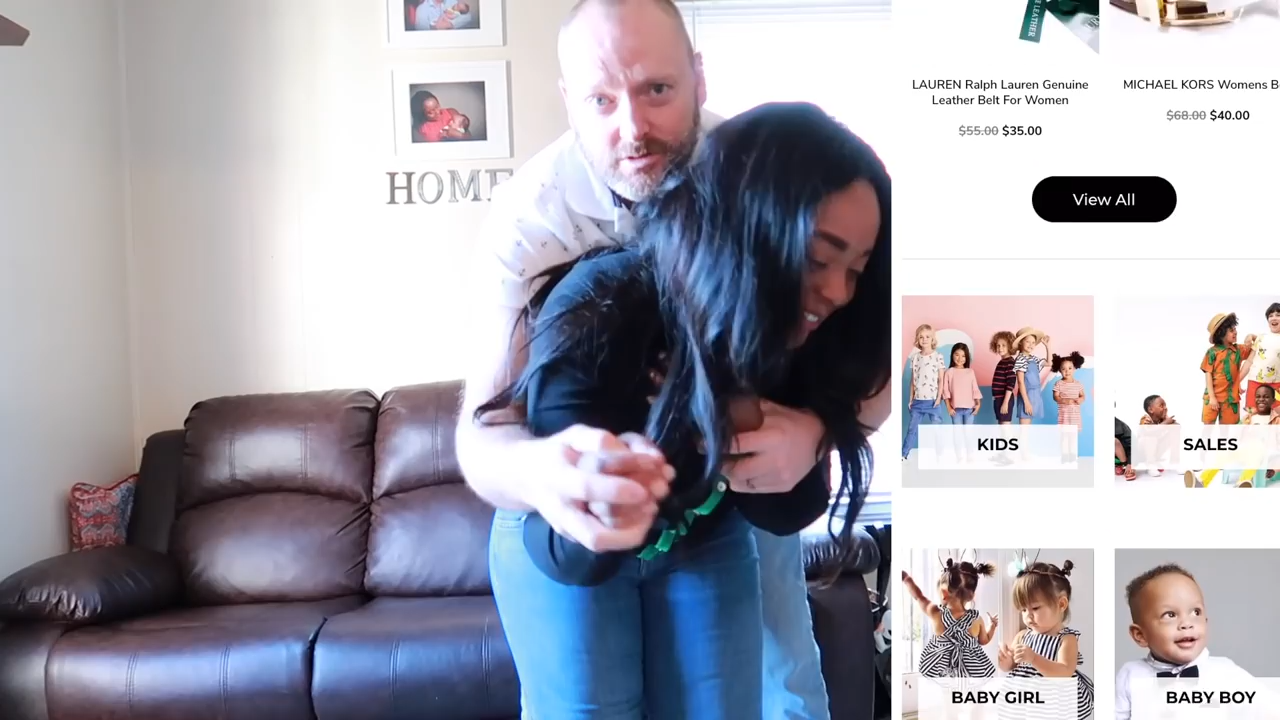 HOME
LEATHER
LAUREN Ralph Lauren Genuine
Leather Belt For Women
$55.00 $35.00
MICHAEL KORS Womens B
$68.00 $40.00
View All
KIDS
SALES
BABY GIRL
BABY BOY